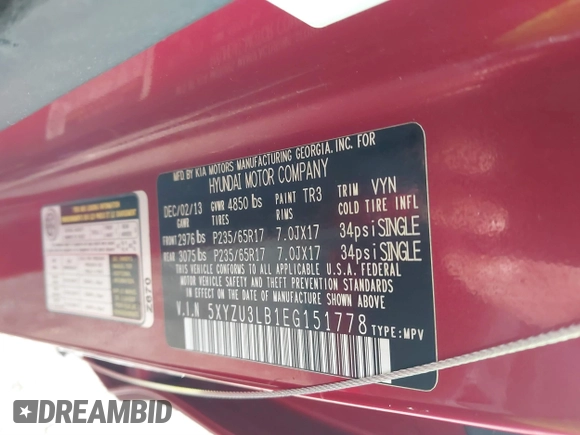 MFD BY KIA MOTORS MANUFACTURING GEORGIA, INC. FOR
HYUNDAI MOTOR COMPANY
DEC/02/13 GVWR 4850 lbs PAINT TR3 TRIM VYN
GAWR TIRES RIMS COLD TIRE INFL
FRONT 2976 lbs P235/65R17 7.0JX17 34psi SINGLE
REAR 3075 lbs P235/65R17 7.0JX17 34psi SINGLE
THIS VEHICLE CONFORMS TO ALL APPLICABLE U.S.A. FEDERAL
MOTOR VEHICLE SAFETY BUMPER AND THEFT PREVENTION STANDARDS
IN EFFECT ON THE DATE OF MANUFACTURE SHOWN ABOVE.
V.I.N 5XYZU3LB1EG151778 TYPE: MPV
Z670
DREAMBID